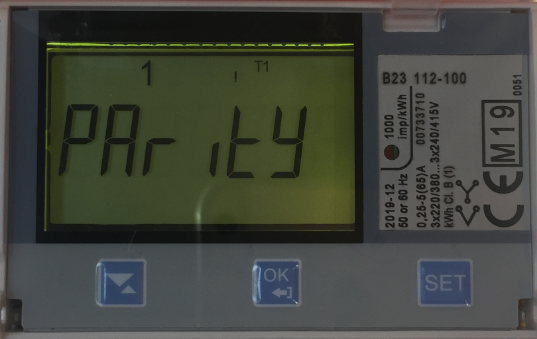 1 T1
PAritY
B23 112-100
0051
1000
imp/kWh
2019-12
50 or 60 Hz
0,25-5(65)A 00733710
3x220/380...3x240/415V
kWh Cl. B (1)
CE M19
OK
SET